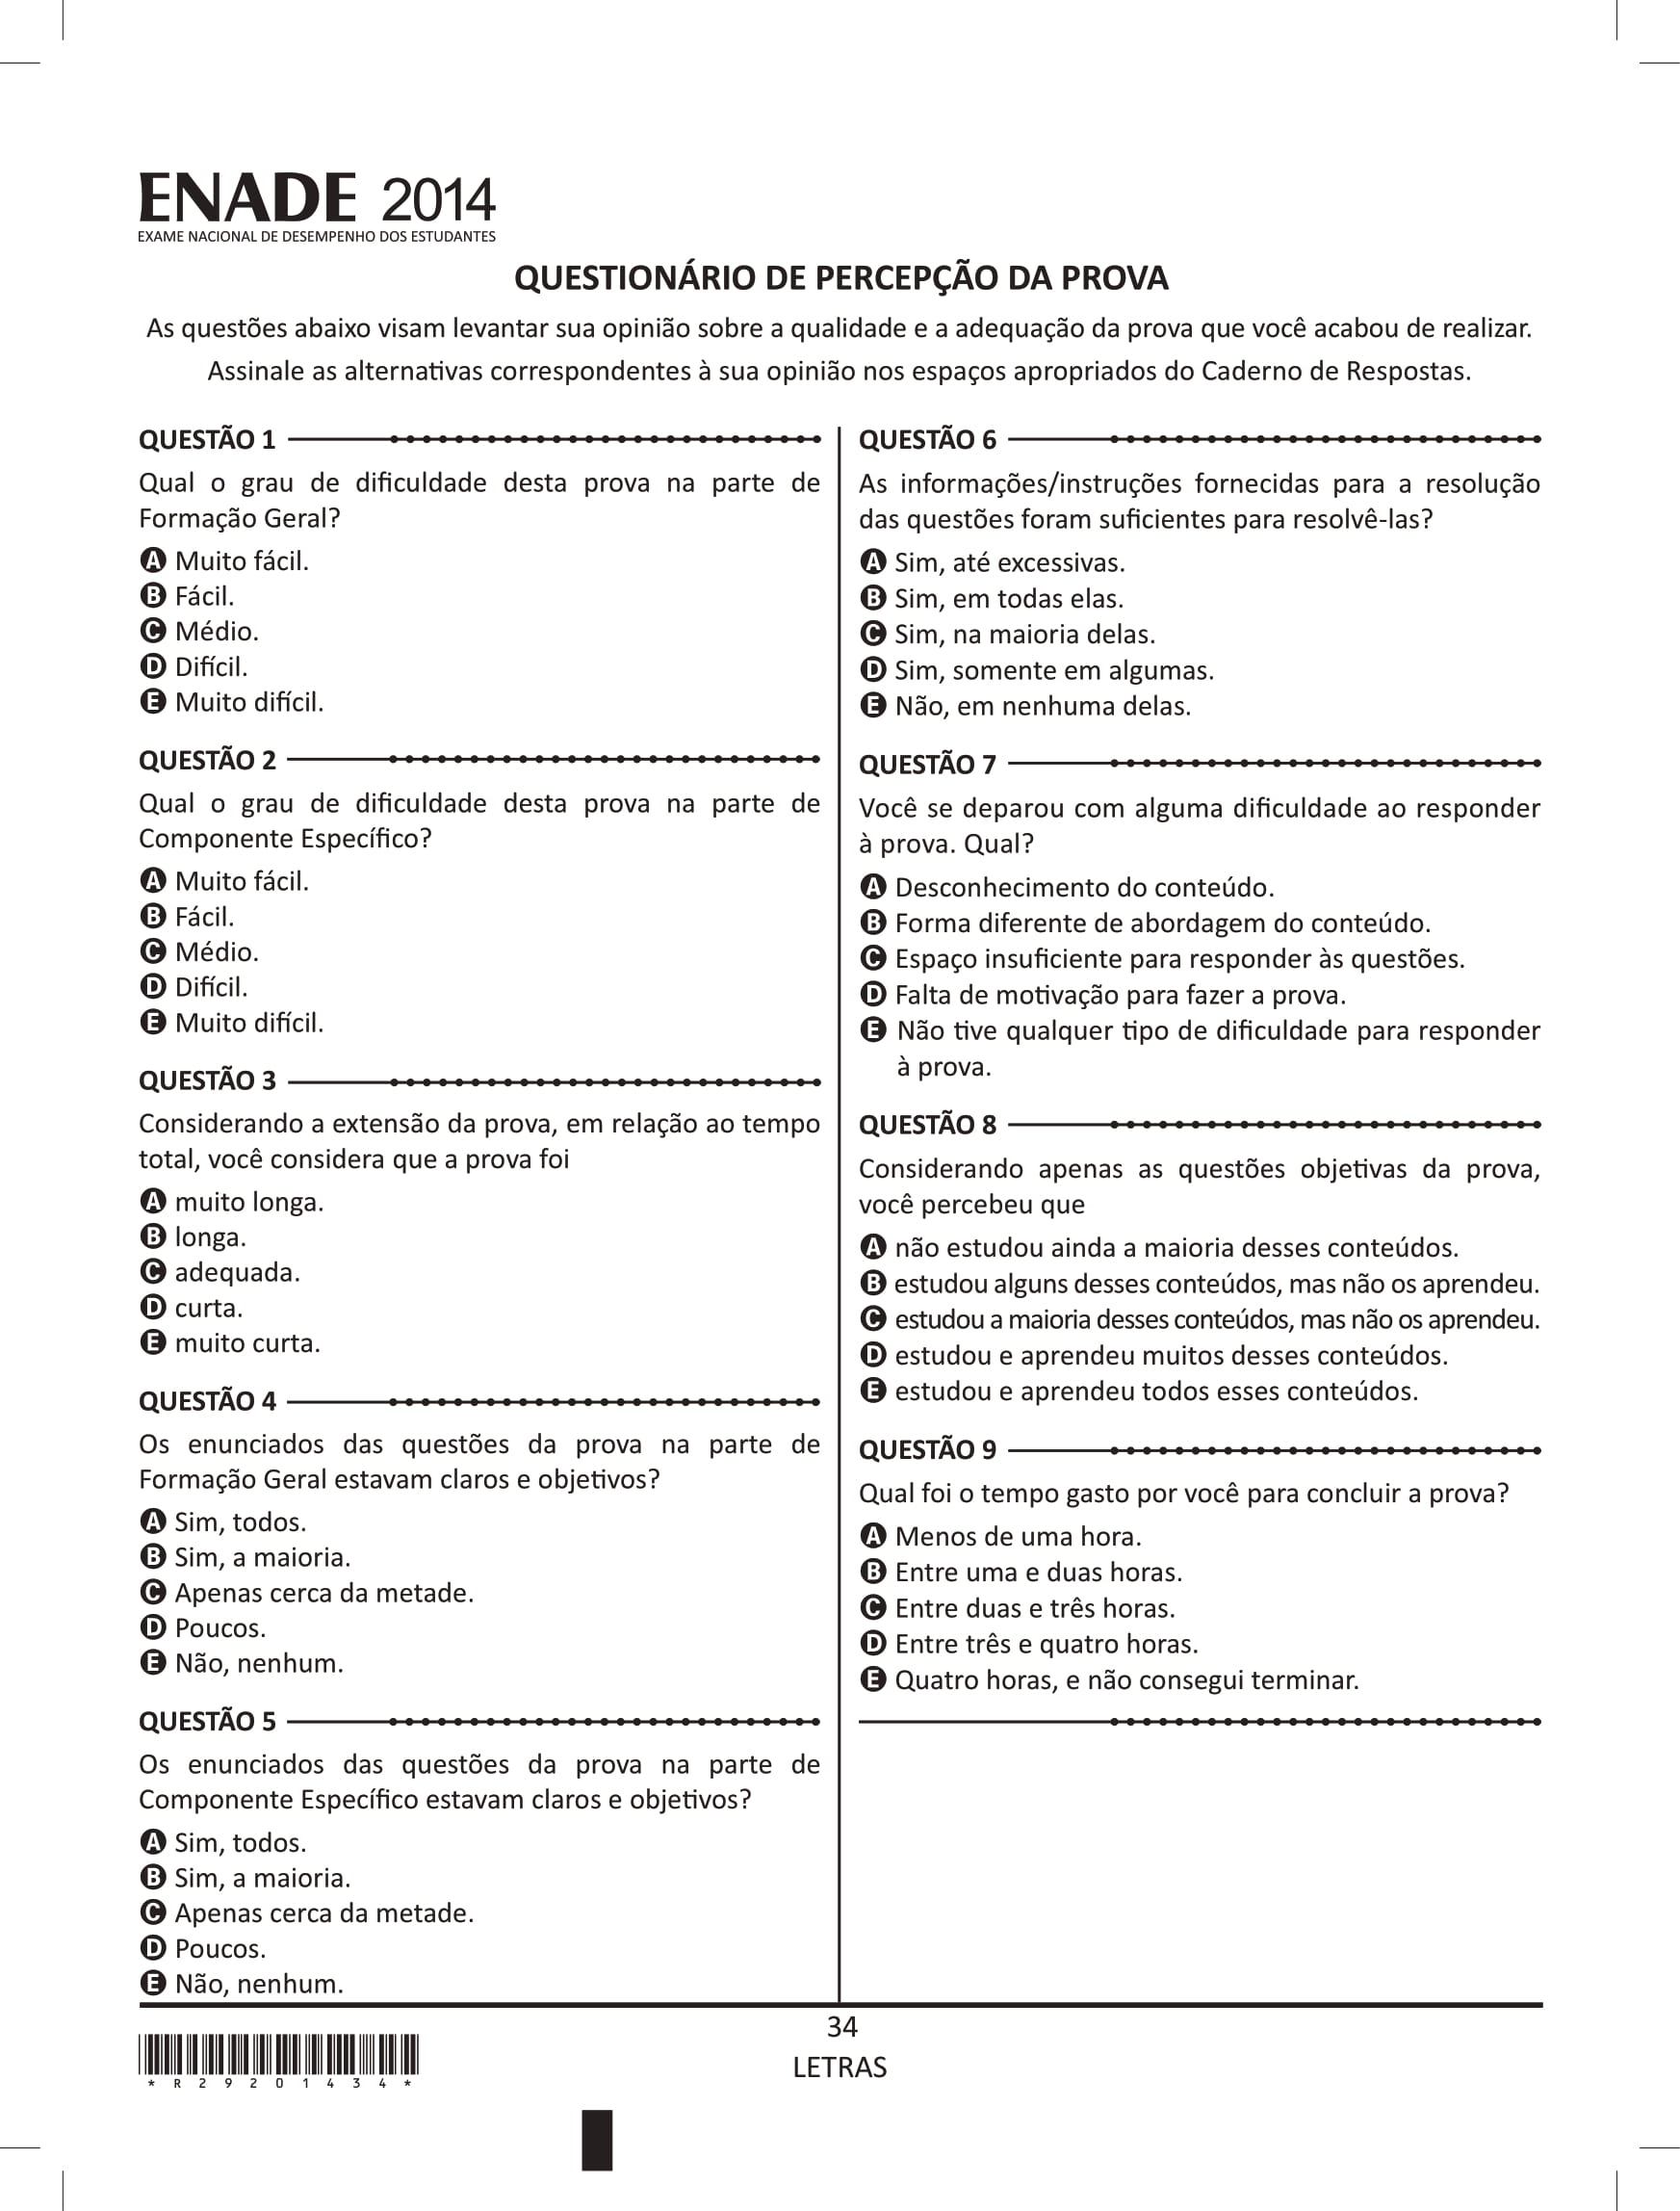 ENADE 2014
EXAME NACIONAL DE DESEMPENHO DOS ESTUDANTES
QUESTIONÁRIO DE PERCEPÇÃO DA PROVA
As questões abaixo visam levantar sua opinião sobre a qualidade e a adequação da prova que você acabou de realizar.
Assinale as alternativas correspondentes à sua opinião nos espaços apropriados do Caderno de Respostas.
QUESTÃO 1
Qual o grau de dificuldade desta prova na parte de
Formação Geral?
A Muito fácil.
B Fácil.
C Médio.
D Difícil.
E Muito difícil.
QUESTÃO 2
Qual o grau de dificuldade desta prova na parte de
Componente Específico?
A Muito fácil.
B Fácil.
C Médio.
D Difícil.
E Muito difícil.
QUESTÃO 3
Considerando a extensão da prova, em relação ao tempo
total, você considera que a prova foi
A muito longa.
B longa.
C adequada.
D curta.
E muito curta.
QUESTÃO 4
Os enunciados das questões da prova na parte de
Formação Geral estavam claros e objetivos?
A Sim, todos.
B Sim, a maioria.
C Apenas cerca da metade.
D Poucos.
E Não, nenhum.
QUESTÃO 5
Os enunciados das questões da prova na parte de
Componente Específico estavam claros e objetivos?
A Sim, todos.
B Sim, a maioria.
C Apenas cerca da metade.
D Poucos.
E Não, nenhum.
QUESTÃO 6
As informações/instruções fornecidas para a resolução
das questões foram suficientes para resolvê-las?
A Sim, até excessivas.
B Sim, em todas elas.
C Sim, na maioria delas.
D Sim, somente em algumas.
E Não, em nenhuma delas.
QUESTÃO 7
Você se deparou com alguma dificuldade ao responder
à prova. Qual?
A Desconhecimento do conteúdo.
B Forma diferente de abordagem do conteúdo.
C Espaço insuficiente para responder às questões.
D Falta de motivação para fazer a prova.
E Não tive qualquer tipo de dificuldade para responder
à prova.
QUESTÃO 8
Considerando apenas as questões objetivas da prova,
você percebeu que
A não estudou ainda a maioria desses conteúdos.
B estudou alguns desses conteúdos, mas não os aprendeu.
C estudou a maioria desses conteúdos, mas não os aprendeu.
D estudou e aprendeu muitos desses conteúdos.
E estudou e aprendeu todos esses conteúdos.
QUESTÃO 9
Qual foi o tempo gasto por você para concluir a prova?
A Menos de uma hora.
B Entre uma e duas horas.
C Entre duas e três horas.
D Entre três e quatro horas.
E Quatro horas, e não consegui terminar.
34
LETRAS
* R 2 9 2 0 1 4 3 4 *